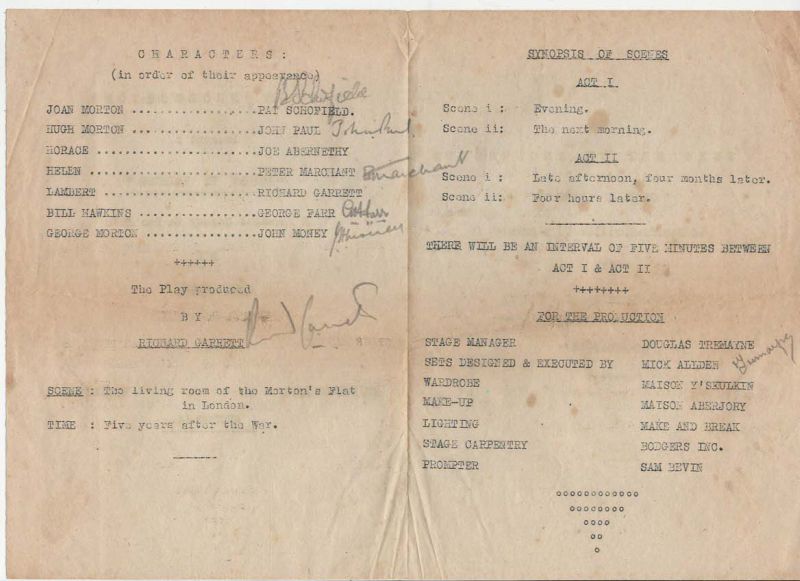 CHARACTERS:
(in order of their appearance)
P Schofield
JOAN MORTON ................. PAT SCHOFIELD.
HUGH MORTON ................. JOHN PAUL John Paul
HORACE ...................... JOE ABERNETHY
HELEN ....................... PETER MARCHANT Marchant
LAMBERT ..................... RICHARD GARRETT
BILL HAWKINS ................ GEORGE FARR
GEORGE MORTON ............... JOHN MONEY
++++++
The Play produced
BY
RICHARD GARRETT
SCENE : The living room of the Morton's Flat
in London.
TIME : Five years after the War.
SYNOPSIS OF SCENES
ACT I
Scene i : Evening.
Scene ii: The next morning.
ACT II
Scene i : Late afternoon, four months later.
Scene ii: Four hours later.
THERE WILL BE AN INTERVAL OF FIVE MINUTES BETWEEN
ACT I & ACT II
+++++++
FOR THE PRODUCTION
STAGE MANAGER DOUGLAS TREMAYNE
SETS DESIGNED & EXECUTED BY MICK ALLDEN
WARDROBE MAISON Y'SEULKIN
MAKE-UP MAISON ABERJORY
LIGHTING MAKE AND BREAK
STAGE CARPENTRY BODGERS INC.
PROMPTER SAM BEVIN